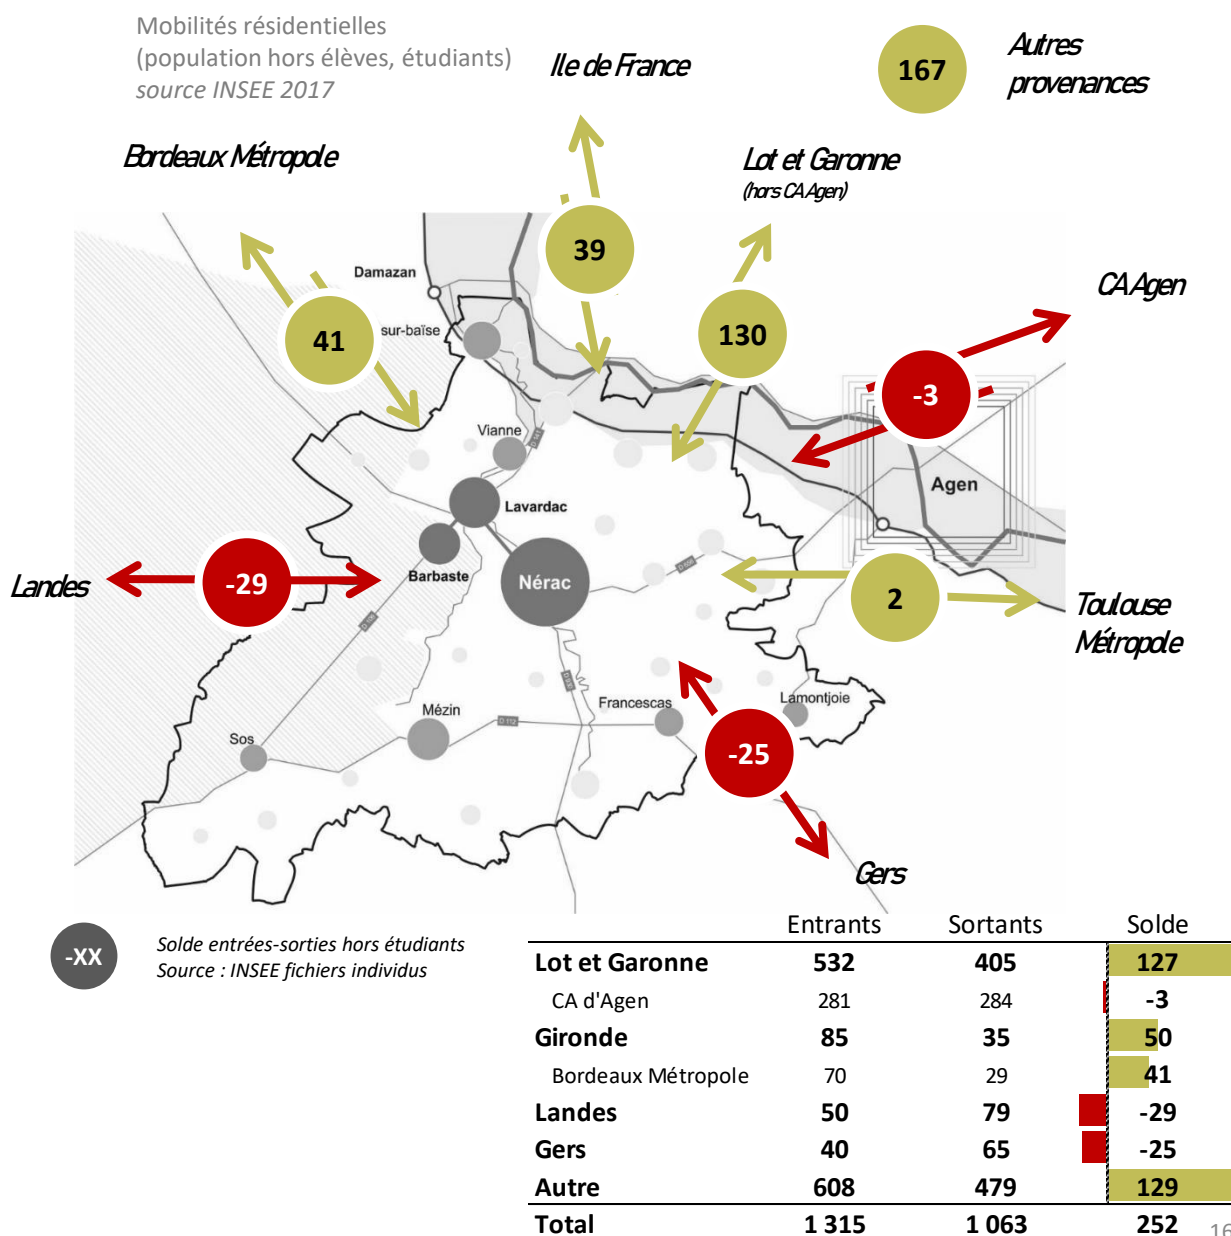 Mobilités résidentielles
(population hors élèves, étudiants)
source INSEE 2017
Ile de France
167
Autres
provenances
Bordeaux Métropole
Lot et Garonne
(hors CA Agen)
39
Damazan
CA Agen
41
sur-baïse
130
-3
Vianne
D 141
Agen
Lavardac
Landes
-29
Barbaste
Nérac
2
Toulouse
Métropole
Francescas
Lamontjoie
Mézin
D 112
Sos
-25
Gers
-XX
Solde entrées-sorties hors étudiants
Source : INSEE fichiers individus
Entrants Sortants Solde
Lot et Garonne 532 405 127
CA d'Agen 281 284 -3
Gironde 85 35 50
Bordeaux Métropole 70 29 41
Landes 50 79 -29
Gers 40 65 -25
Autre 608 479 129
Total 1 315 1 063 252
16